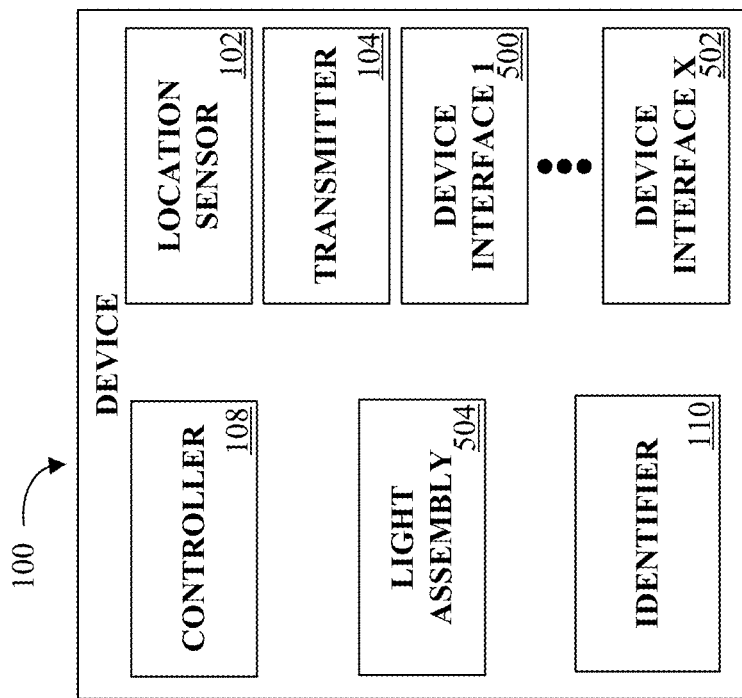 100
DEVICE
CONTROLLER
108
LIGHT
ASSEMBLY
504
IDENTIFIER
110
LOCATION
SENSOR
102
TRANSMITTER
104
DEVICE
INTERFACE 1
500
DEVICE
INTERFACE X
502